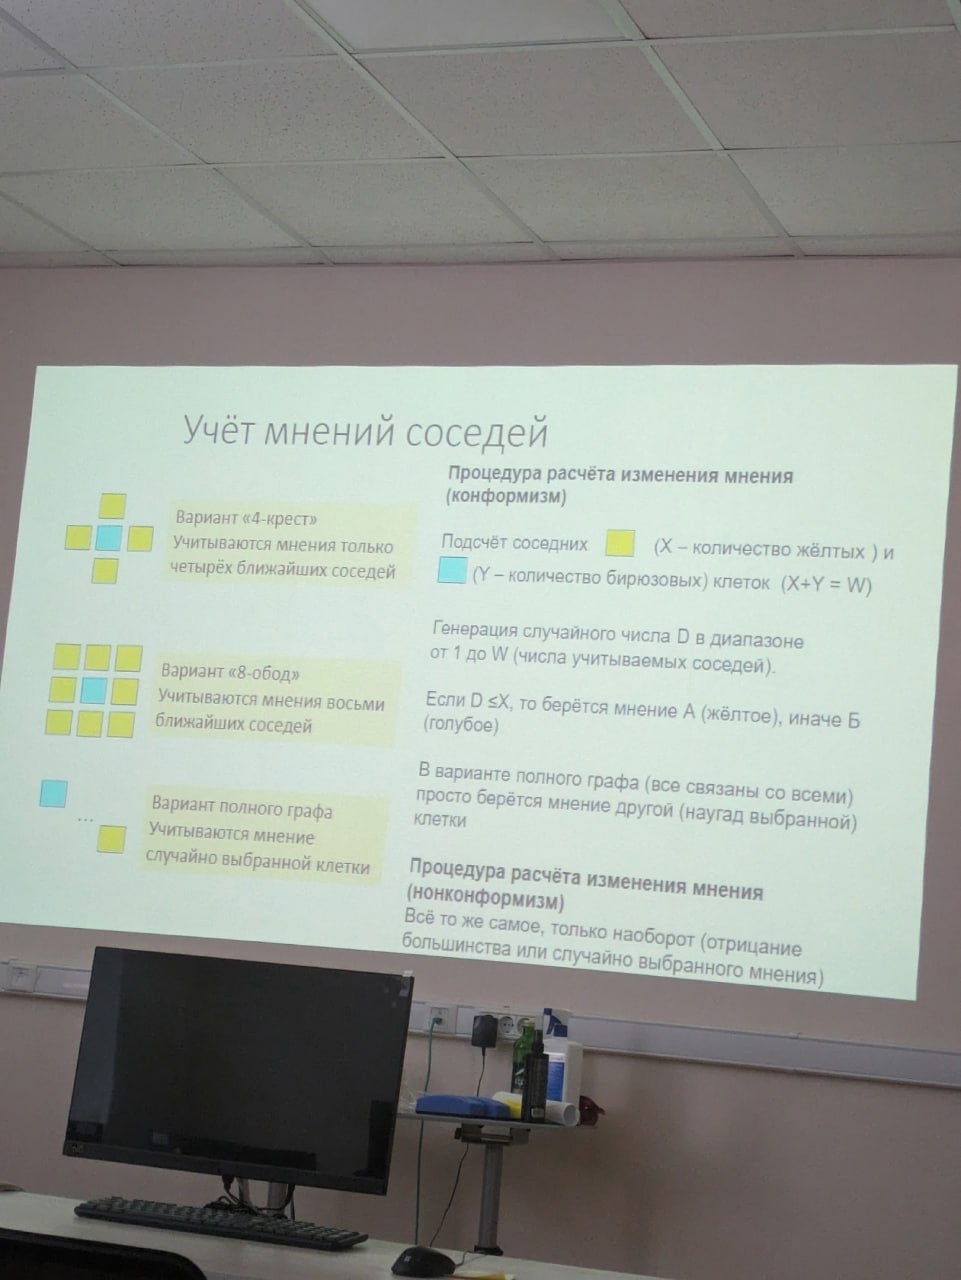 Учёт мнений соседей
Вариант «4-крест»
Учитываются мнения только
четырёх ближайших соседей
Вариант «8-обод»
Учитываются мнения восьми
ближайших соседей
...
Вариант полного графа
Учитываются мнение
случайно выбранной клетки
Процедура расчёта изменения мнения
(конформизм)
Подсчёт соседних (X – количество жёлтых ) и
(Y – количество бирюзовых) клеток (X+Y = W)
Генерация случайного числа D в диапазоне
от 1 до W (числа учитываемых соседей).
Если D ≤X, то берётся мнение А (жёлтое), иначе Б
(голубое)
В варианте полного графа (все связаны со всеми)
просто берётся мнение другой (наугад выбранной)
клетки
Процедура расчёта изменения мнения
(нонконформизм)
Всё то же самое, только наоборот (отрицание
большинства или случайно выбранного мнения)